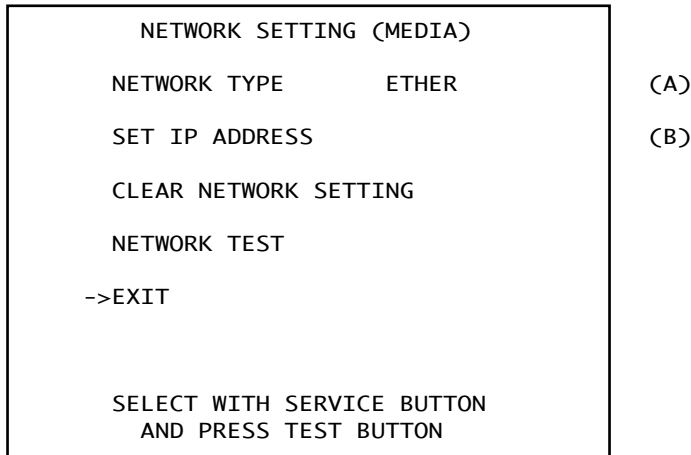 NETWORK SETTING (MEDIA)
NETWORK TYPE ETHER (A)
SET IP ADDRESS (B)
CLEAR NETWORK SETTING
NETWORK TEST
->EXIT
SELECT WITH SERVICE BUTTON
AND PRESS TEST BUTTON